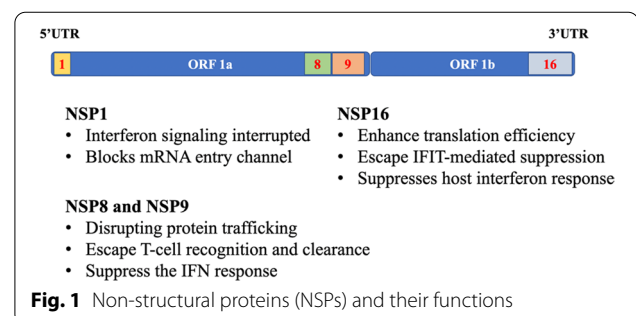 5'UTR 3'UTR
1 ORF 1a 8 9 ORF 1b 16
NSP1
• Interferon signaling interrupted
• Blocks mRNA entry channel
NSP16
• Enhance translation efficiency
• Escape IFIT-mediated suppression
• Suppresses host interferon response
NSP8 and NSP9
• Disrupting protein trafficking
• Escape T-cell recognition and clearance
• Suppress the IFN response
Fig. 1 Non-structural proteins (NSPs) and their functions